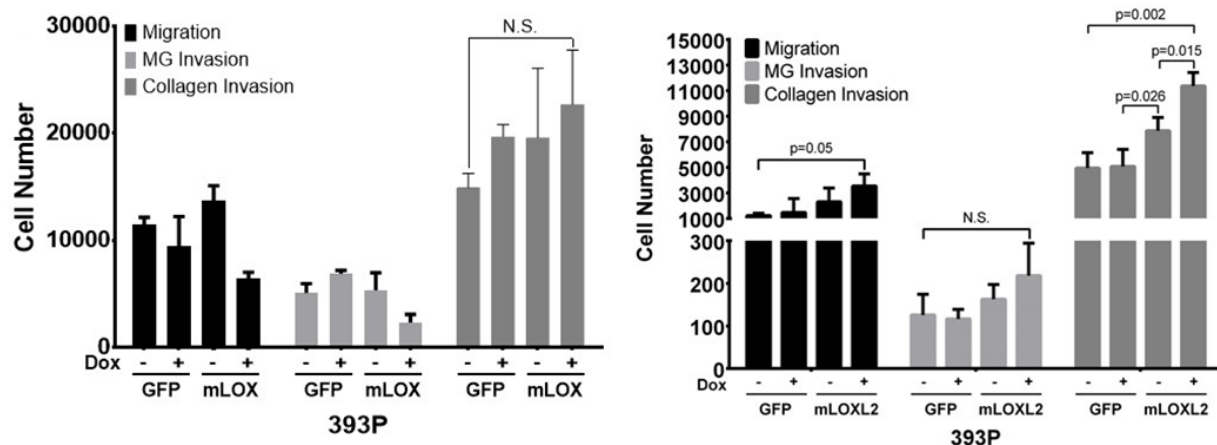 30000
20000
10000
0
Cell Number
Migration
MG Invasion
Collagen Invasion
N.S.
Dox - + - + - + - + - + - +
GFP mLOX GFP mLOX GFP mLOX
393P
15000
13000
11000
9000
7000
5000
3000
1000
300
200
100
0
Cell Number
Migration
MG Invasion
Collagen Invasion
p=0.05
N.S.
p=0.002
p=0.015
p=0.026
Dox - + - + - + - + - + - +
GFP mLOXL2 GFP mLOXL2 GFP mLOXL2
393P